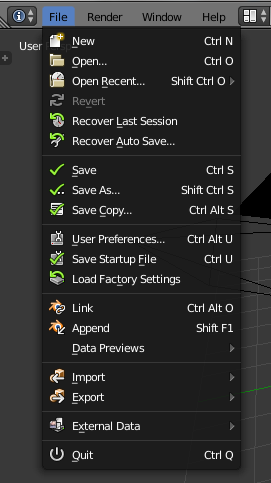 File Render Window Help
User
New Ctrl N
Open... Ctrl O
Open Recent... Shift Ctrl O
Revert
Recover Last Session
Recover Auto Save...
Save Ctrl S
Save As... Shift Ctrl S
Save Copy... Ctrl Alt S
User Preferences... Ctrl Alt U
Save Startup File Ctrl U
Load Factory Settings
Link Ctrl Alt O
Append Shift F1
Data Previews
Import
Export
External Data
Quit Ctrl Q